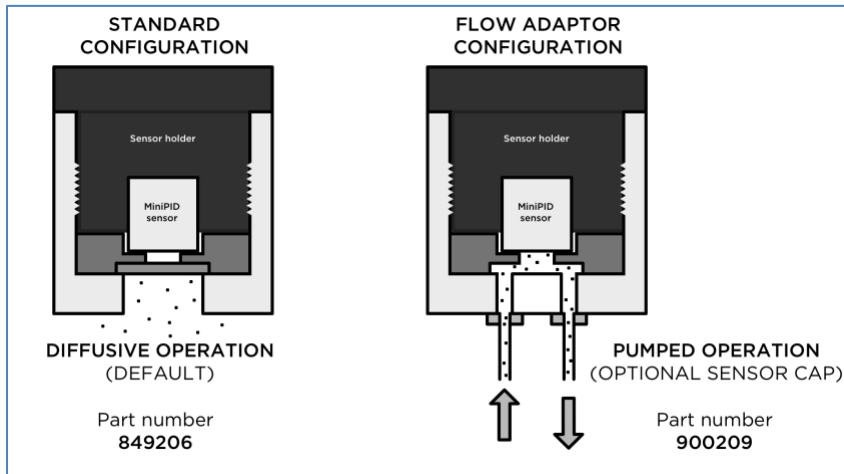 STANDARD
CONFIGURATION
Sensor holder
MiniPID
sensor
DIFFUSIVE OPERATION
(DEFAULT)
Part number
849206
FLOW ADAPTOR
CONFIGURATION
Sensor holder
MiniPID
sensor
PUMPED OPERATION
(OPTIONAL SENSOR CAP)
Part number
900209